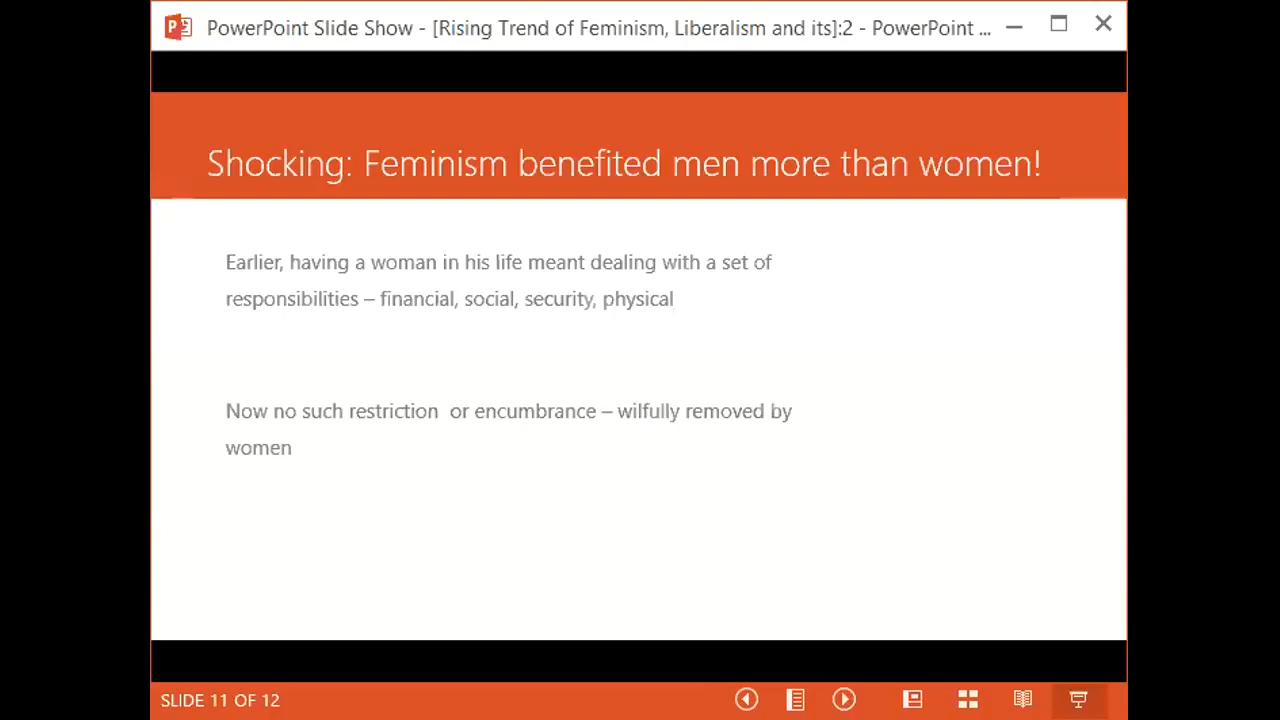 PowerPoint Slide Show - [Rising Trend of Feminism, Liberalism and its]:2 - PowerPoint ...
Shocking: Feminism benefited men more than women!
Earlier, having a woman in his life meant dealing with a set of
responsibilities – financial, social, security, physical
Now no such restriction or encumbrance – wilfully removed by
women
SLIDE 11 OF 12